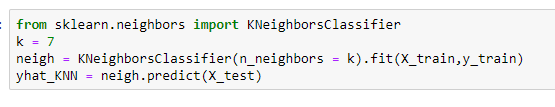 from sklearn.neighbors import KNeighborsClassifier
k = 7
neigh = KNeighborsClassifier(n_neighbors = k).fit(X_train,y_train)
yhat_KNN = neigh.predict(X_test)